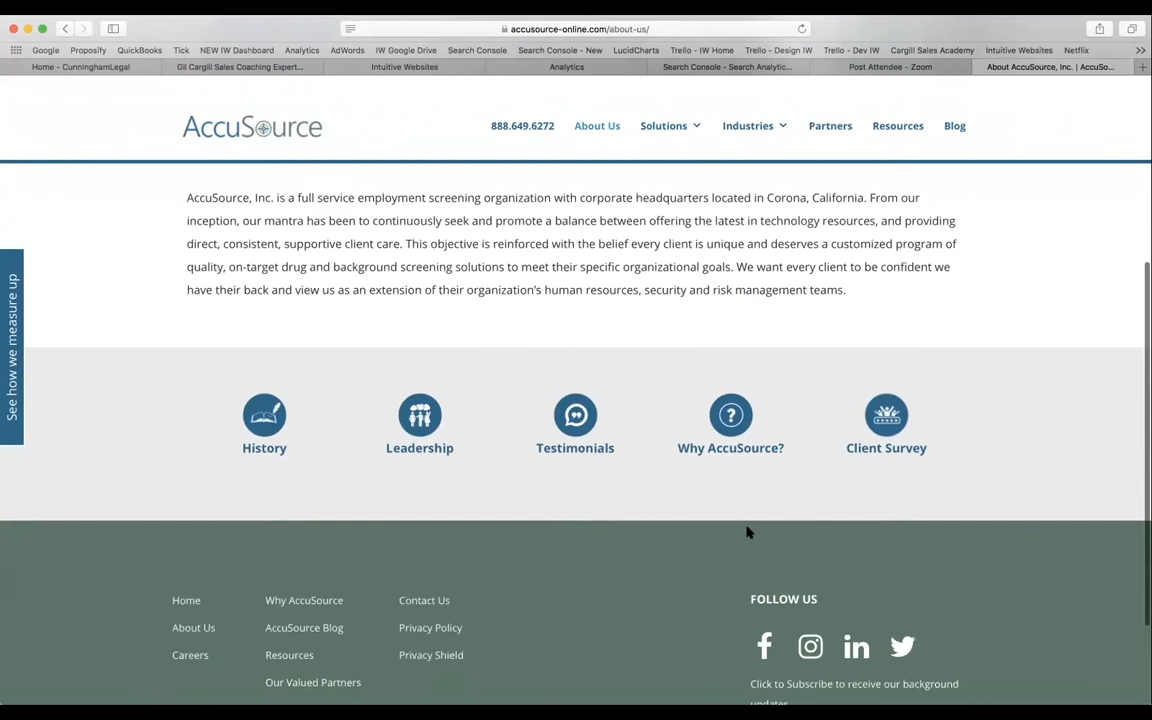 accusource-online.com/about-us/
Google Proposify QuickBooks Tick NEW IW Dashboard Analytics AdWords IW Google Drive Search Console Search Console - New LucidCharts Trello - IW Home Trello - Design IW Trello - Dev IW Cargill Sales Academy Intuitive Websites Netflix
Home - CunninghamLegal Gil Cargill Sales Coaching Expert... Intuitive Websites Analytics Search Console - Search Analytic... Post Attendee - Zoom About AccuSource, Inc. | AccuSo...
AccuSource 888.649.6272 About Us Solutions Industries Partners Resources Blog
AccuSource, Inc. is a full service employment screening organization with corporate headquarters located in Corona, California. From our
inception, our mantra has been to continuously seek and promote a balance between offering the latest in technology resources, and providing
direct, consistent, supportive client care. This objective is reinforced with the belief every client is unique and deserves a customized program of
quality, on-target drug and background screening solutions to meet their specific organizational goals. We want every client to be confident we
have their back and view us as an extension of their organization's human resources, security and risk management teams.
See how we measure up
History Leadership Testimonials Why AccuSource? Client Survey
Home Why AccuSource Contact Us FOLLOW US
About Us AccuSource Blog Privacy Policy
Careers Resources Privacy Shield
Our Valued Partners Click to Subscribe to receive our background
updates